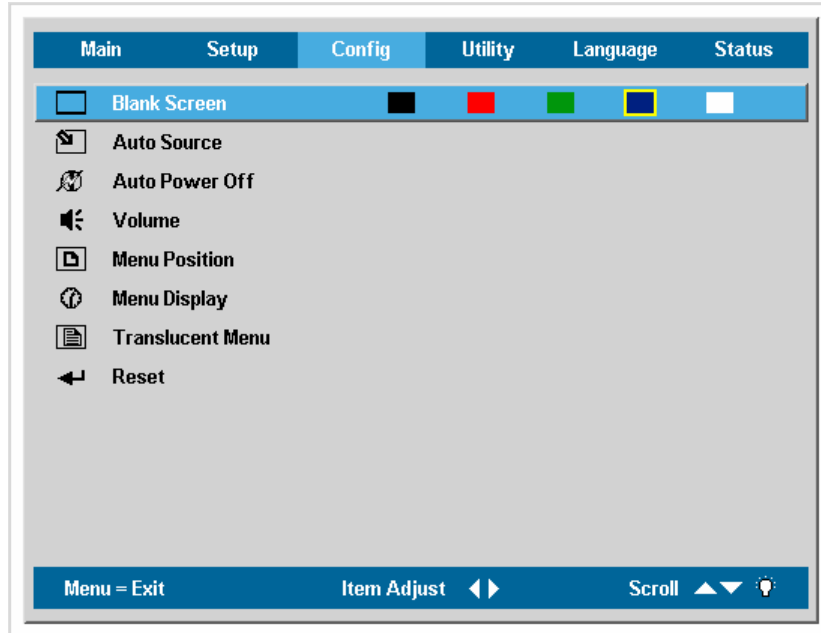 Main Setup Config Utility Language Status
Blank Screen
Auto Source
Auto Power Off
Volume
Menu Position
Menu Display
Translucent Menu
Reset
Menu = Exit Item Adjust Scroll